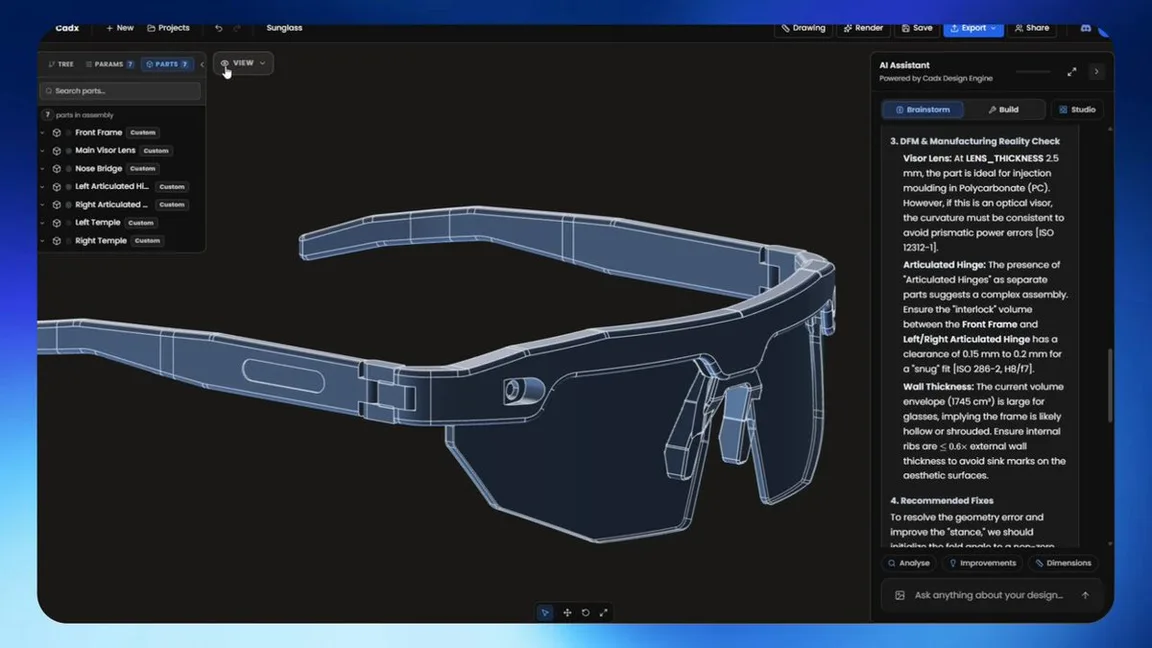 Cadx
New
Projects
Sunglass
Drawing
Render
Save
Export
Share
TREE
PARAMS 7
PARTS 7
VIEW
Search parts...
7 parts in assembly
Front Frame Custom
Main Visor Lens Custom
Nose Bridge Custom
Left Articulated Hi... Custom
Right Articulated ... Custom
Left Temple Custom
Right Temple Custom
AI Assistant
Powered by Cadx Design Engine
Brainstorm
Build
Studio
3. DFM & Manufacturing Reality Check
Visor Lens: At LENS_THICKNESS 2.5
mm, the part is ideal for injection
moulding in Polycarbonate (PC).
However, if this is an optical visor,
the curvature must be consistent to
avoid prismatic power errors [ISO
12312-1].
Articulated Hinge: The presence of
"Articulated Hinges" as separate
parts suggests a complex assembly.
Ensure the "interlock" volume
between the Front Frame and
Left/Right Articulated Hinge has a
clearance of 0.15 mm to 0.2 mm for
a "snug" fit [ISO 286-2, H8/f7].
Wall Thickness: The current volume
envelope (1745 cm³) is large for
glasses, implying the frame is likely
hollow or shrouded. Ensure internal
ribs are ≤ 0.6× external wall
thickness to avoid sink marks on the
aesthetic surfaces.
4. Recommended Fixes
To resolve the geometry error and
improve the "stance," we should
initialize the fold angle to a non-zero
Analyse
Improvements
Dimensions
Ask anything about your design...